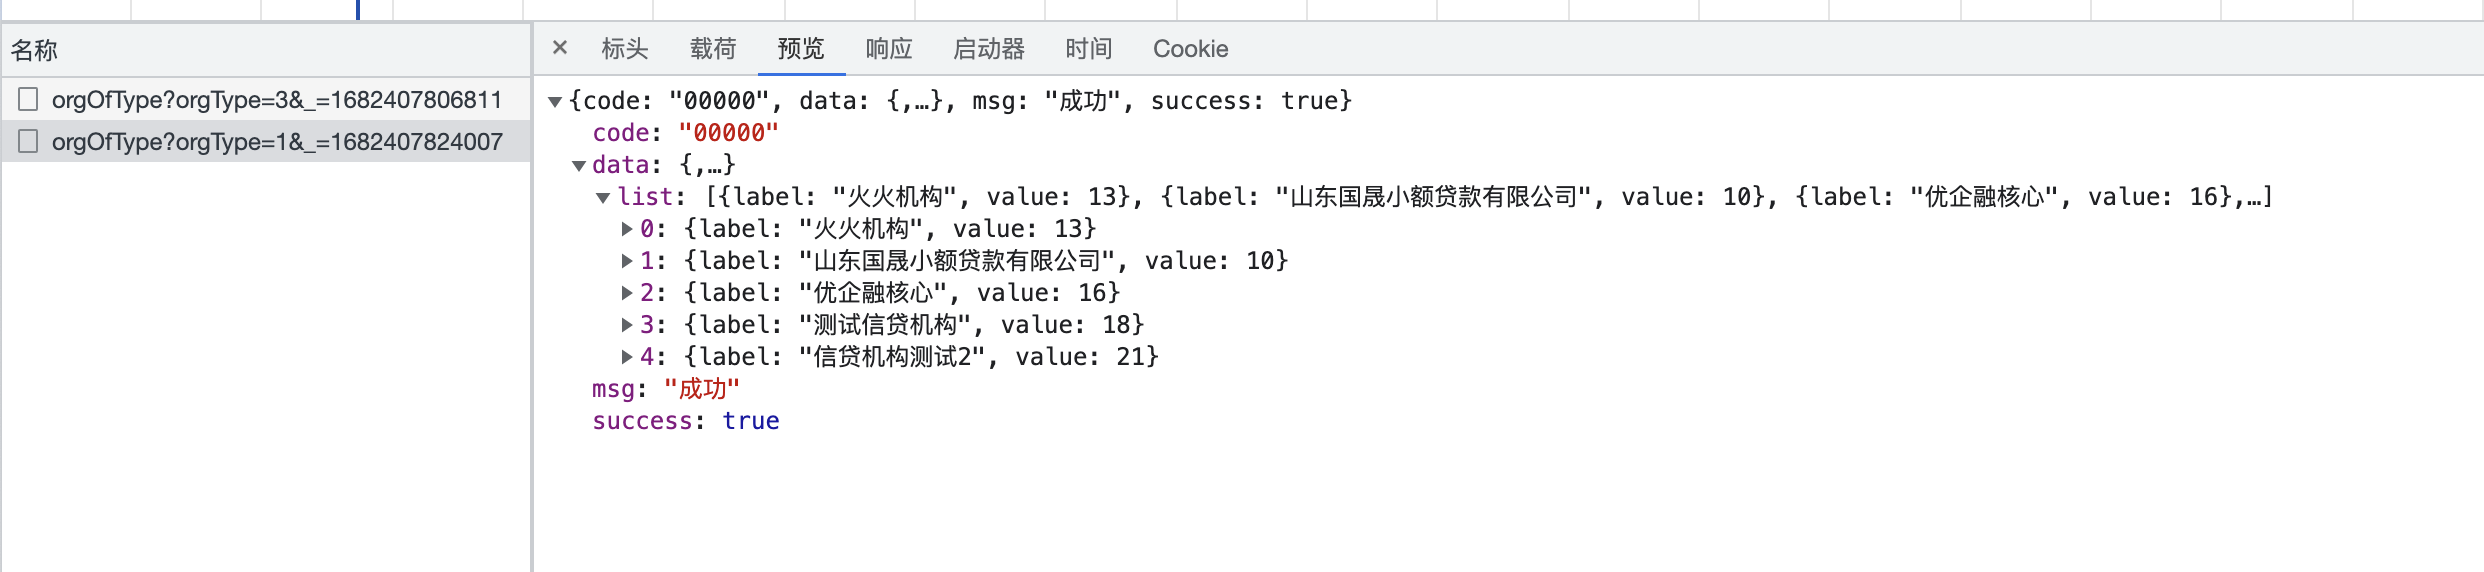 名称
orgOfType?orgType=3&_=1682407806811
orgOfType?orgType=1&_=1682407824007
× 标头 载荷 预览 响应 启动器 时间 Cookie
▼{code: "00000", data: {,…}, msg: "成功", success: true}
code: "00000"
▼data: {,…}
▼list: [{label: "火火机构", value: 13}, {label: "山东国晟小额贷款有限公司", value: 10}, {label: "优企融核心", value: 16},…]
▶0: {label: "火火机构", value: 13}
▶1: {label: "山东国晟小额贷款有限公司", value: 10}
▶2: {label: "优企融核心", value: 16}
▶3: {label: "测试信贷机构", value: 18}
▶4: {label: "信贷机构测试2", value: 21}
msg: "成功"
success: true